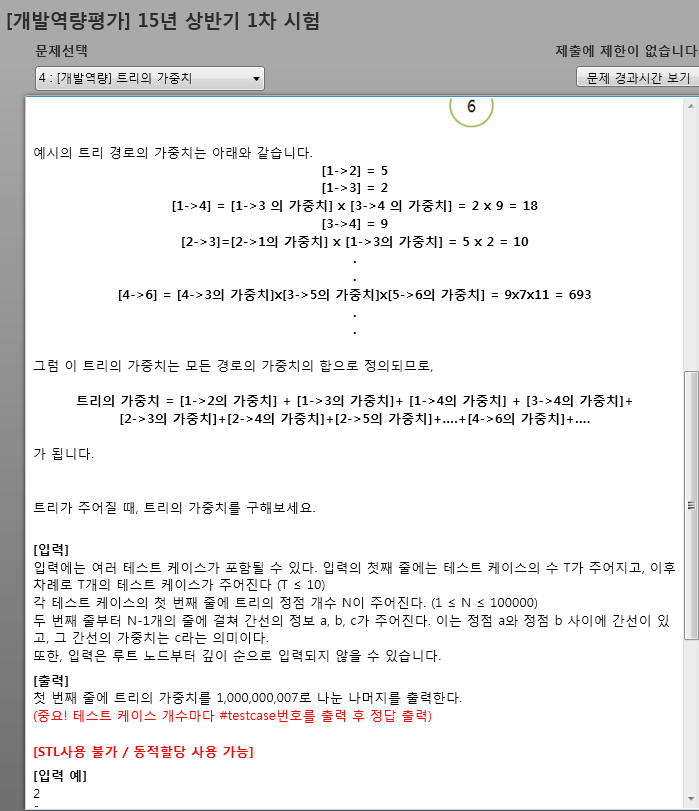 [개발역량평가] 15년 상반기 1차 시험
문제선택
제출에 제한이 없습니다
4 : [개발역량] 트리의 가중치
문제 경과시간 보기
6
예시의 트리 경로의 가중치는 아래와 같습니다.
[1->2] = 5
[1->3] = 2
[1->4] = [1->3 의 가중치] x [3->4 의 가중치] = 2 x 9 = 18
[3->4] = 9
[2->3]=[2->1의 가중치] x [1->3의 가중치] = 5 x 2 = 10
.
.
[4->6] = [4->3의 가중치]x[3->5의 가중치]x[5->6의 가중치] = 9x7x11 = 693
.
.
그럼 이 트리의 가중치는 모든 경로의 가중치의 합으로 정의되므로,
트리의 가중치 = [1->2의 가중치] + [1->3의 가중치]+ [1->4의 가중치] + [3->4의 가중치]+
[2->3의 가중치]+[2->4의 가중치]+[2->5의 가중치]+....+[4->6의 가중치]+....
가 됩니다.
트리가 주어질 때, 트리의 가중치를 구해보세요.
[입력]
입력에는 여러 테스트 케이스가 포함될 수 있다. 입력의 첫째 줄에는 테스트 케이스의 수 T가 주어지고, 이후
차례로 T개의 테스트 케이스가 주어진다 (T ≤ 10)
각 테스트 케이스의 첫 번째 줄에 트리의 정점 개수 N이 주어진다. (1 ≤ N ≤ 100000)
두 번째 줄부터 N-1개의 줄에 걸쳐 간선의 정보 a, b, c가 주어진다. 이는 정점 a와 정점 b 사이에 간선이 있
고, 그 간선의 가중치는 c라는 의미이다.
또한, 입력은 루트 노드부터 깊이 순으로 입력되지 않을 수 있습니다.
[출력]
첫 번째 줄에 트리의 가중치를 1,000,000,007로 나눈 나머지를 출력한다.
(중요! 테스트 케이스 개수마다 #testcase번호를 출력 후 정답 출력)
[STL사용 불가 / 동적할당 사용 가능]
[입력 예]
2